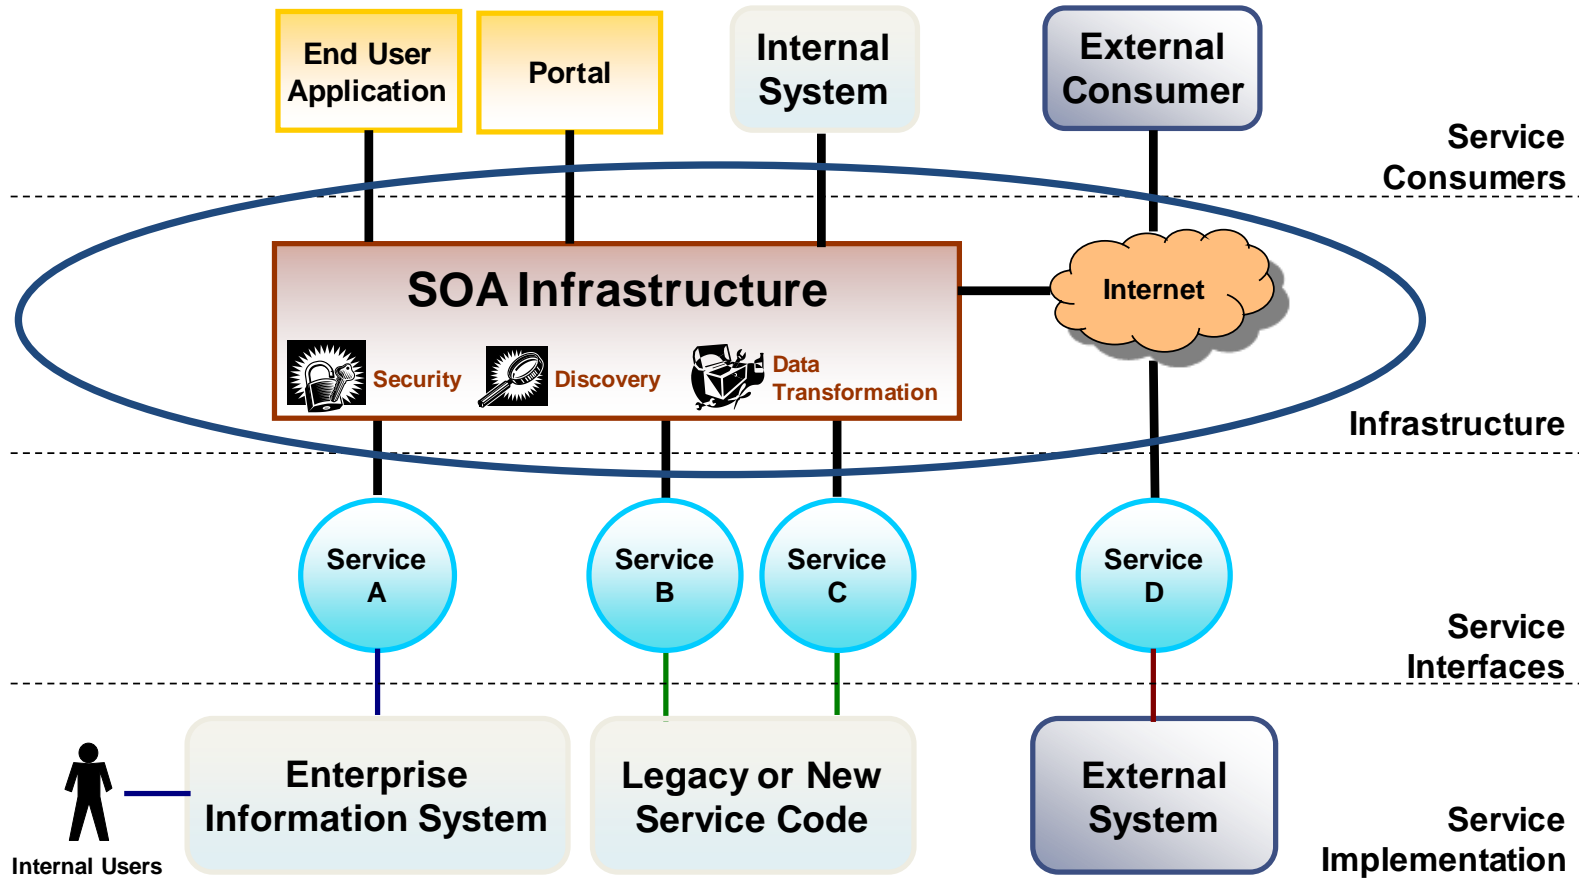 End User
Application
Portal
Internal
System
External
Consumer
Service
Consumers
SOA Infrastructure
Internet
Security
Discovery
Data
Transformation
Infrastructure
Service
A
Service
B
Service
C
Service
D
Service
Interfaces
Enterprise
Information System
Legacy or New
Service Code
External
System
Internal Users
Service
Implementation